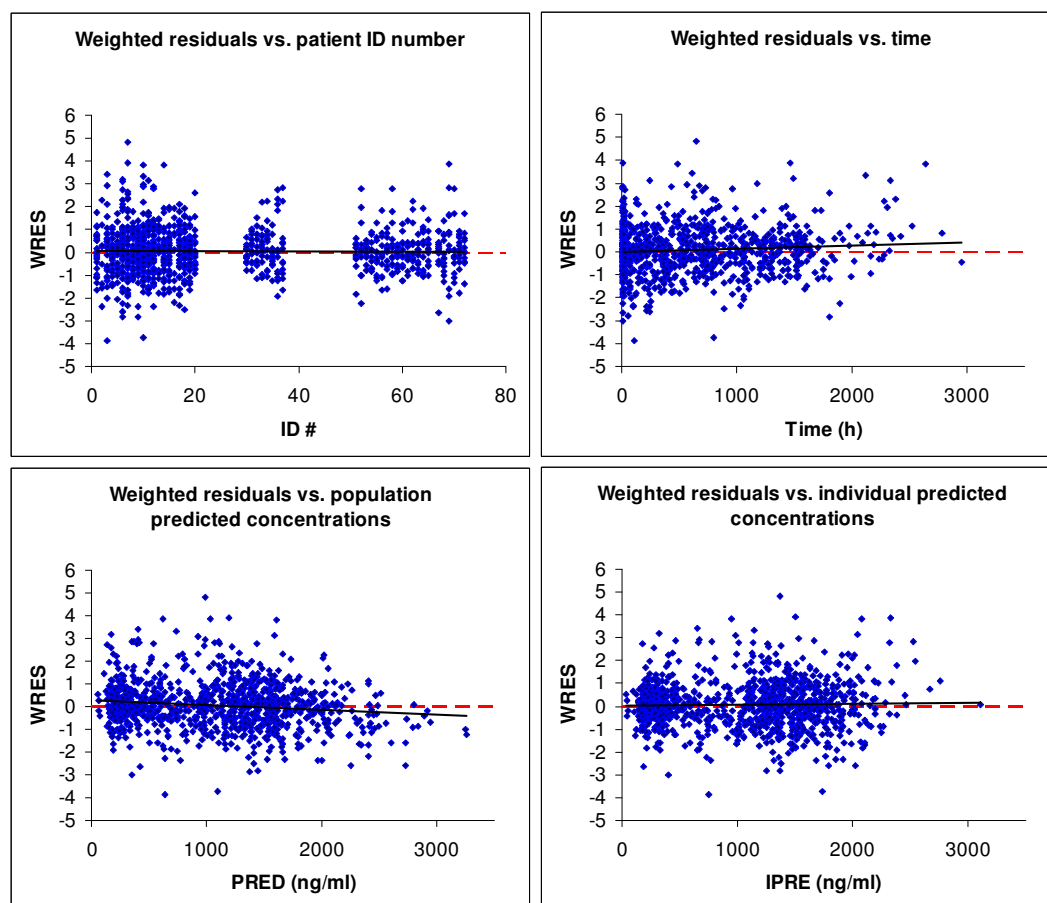 Weighted residuals vs. patient ID number
6
5
4
3
2
1
0
-1
-2
-3
-4
-5
WRES
0 20 40 60 80
ID #
Weighted residuals vs. time
6
5
4
3
2
1
0
-1
-2
-3
-4
-5
WRES
0 1000 2000 3000
Time (h)
Weighted residuals vs. population
predicted concentrations
6
5
4
3
2
1
0
-1
-2
-3
-4
-5
WRES
0 1000 2000 3000
PRED (ng/ml)
Weighted residuals vs. individual predicted
concentrations
6
5
4
3
2
1
0
-1
-2
-3
-4
-5
WRES
0 1000 2000 3000
IPRE (ng/ml)